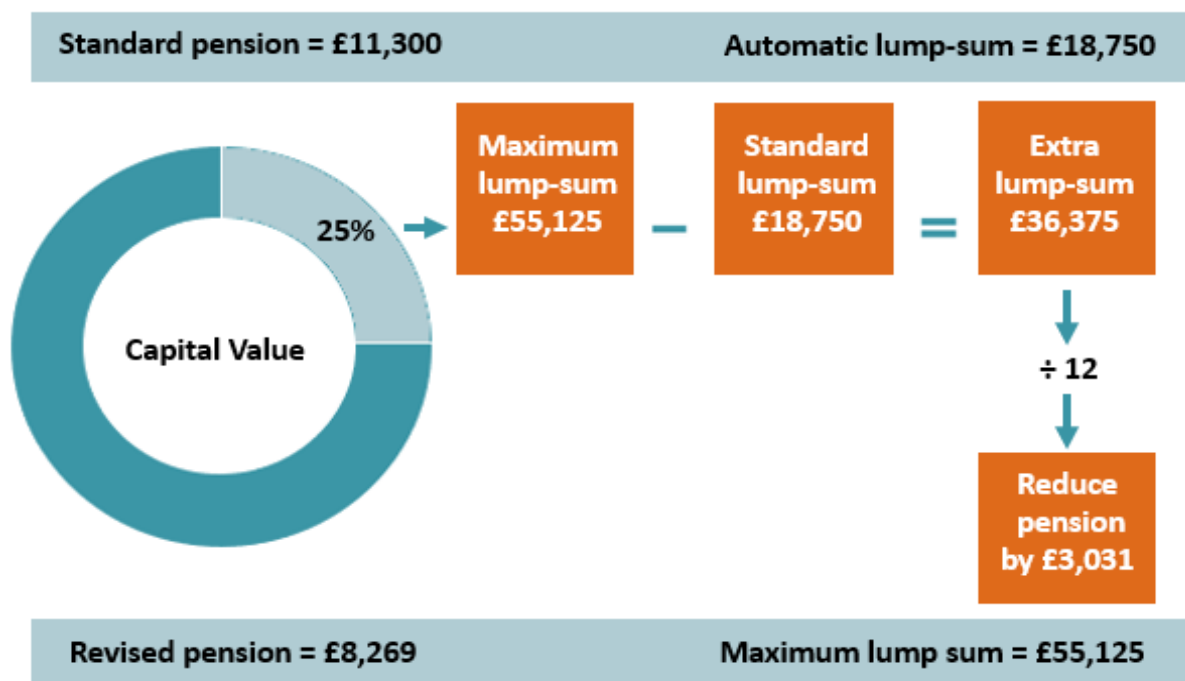 Standard pension = £11,300
Automatic lump-sum = £18,750
Maximum
lump-sum
£55,125
–
Standard
lump-sum
£18,750
=
Extra
lump-sum
£36,375
25%
Capital Value
÷ 12
Reduce
pension
by £3,031
Revised pension = £8,269
Maximum lump sum = £55,125